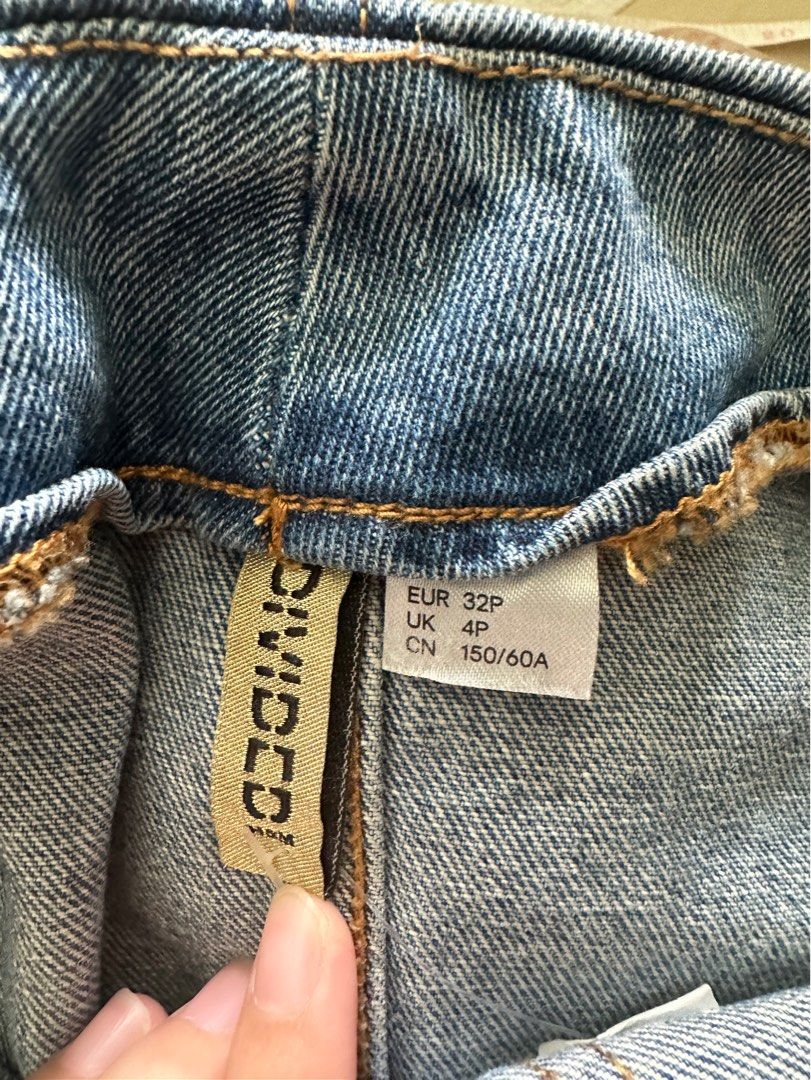 DIVIDED
H&M
EUR 32P
UK 4P
CN 150/60A